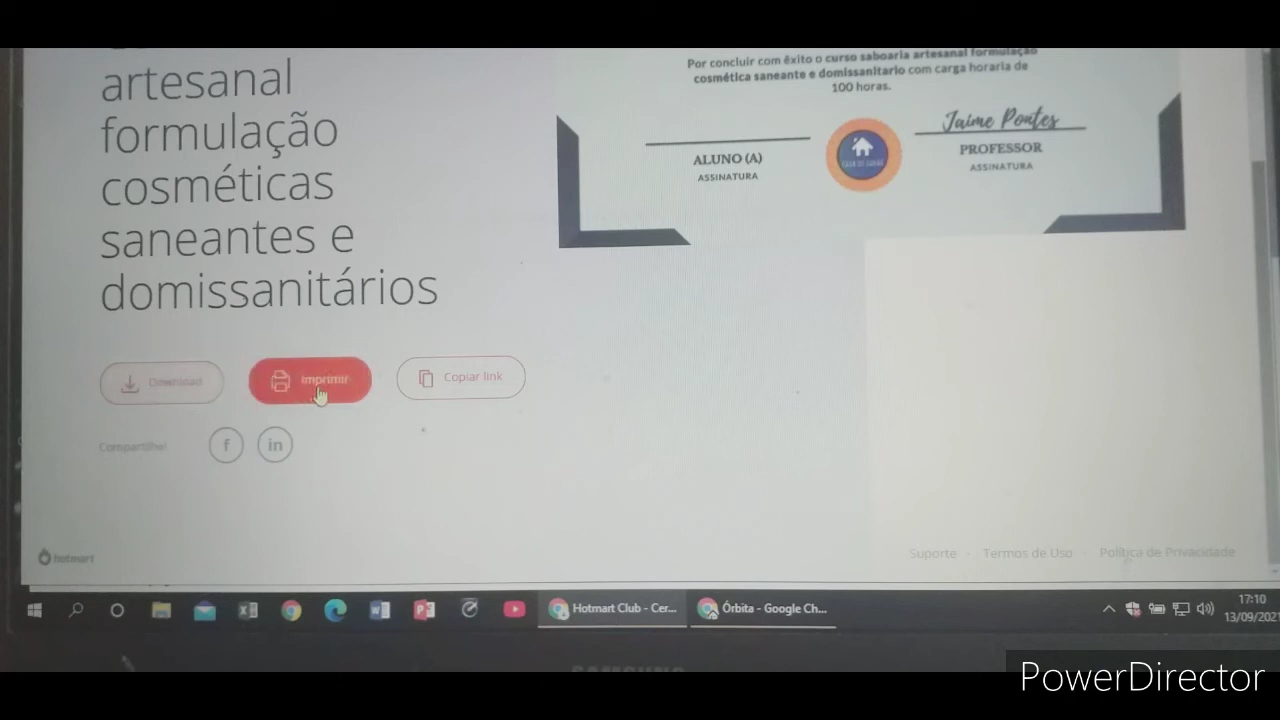 artesanal
formulação
cosméticas
saneantes e
domissanitários
Download
Imprimir
Copiar link
Compartilhe:
f
in
Por concluir com êxito o curso saboaria artesanal formulação
cosmética saneante e domissanitario com carga horaria de
100 horas.
ALUNO (A)
ASSINATURA
Jaime Pontes
PROFESSOR
ASSINATURA
hotmart
Suporte - Termos de Uso - Política de Privacidade
Hotmart Club - Cer...
Órbita - Google Ch...
17:10
13/09/2021
SAMSUNG
PowerDirector